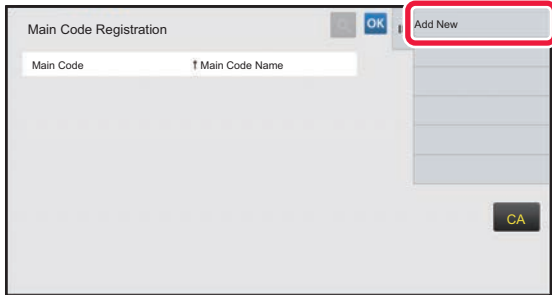 Main Code Registration
OK
Add New
Main Code
Main Code Name
CA